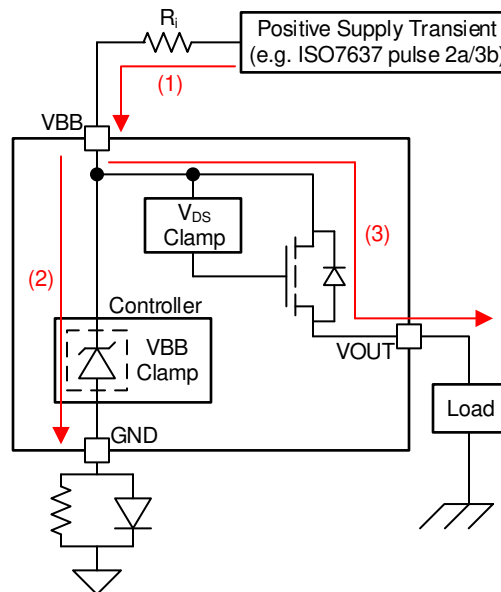 Rᵢ
Positive Supply Transient
(e.g. ISO7637 pulse 2a/3b)
(1)
VBB
V_DS
Clamp
(3)
(2)
Controller
VBB
Clamp
VOUT
GND
Load